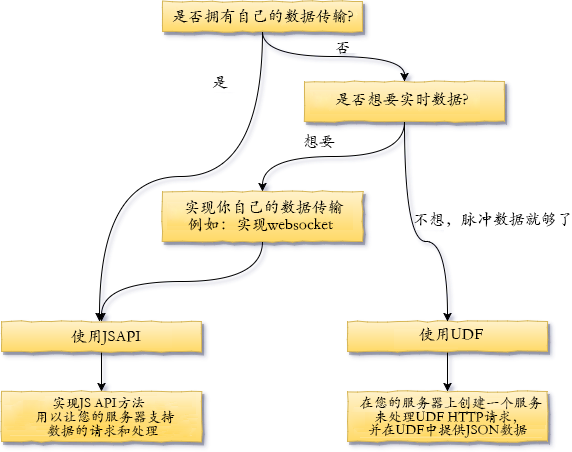 是否拥有自己的数据传输?
否
是
是否想要实时数据?
想要
实现你自己的数据传输
例如：实现websocket
不想，脉冲数据就够了
使用JSAPI
使用UDF
实现JS API方法
用以让您的服务器支持
数据的请求和处理
在您的服务器上创建一个服务
来处理UDF HTTP请求，
并在UDF中提供JSON数据